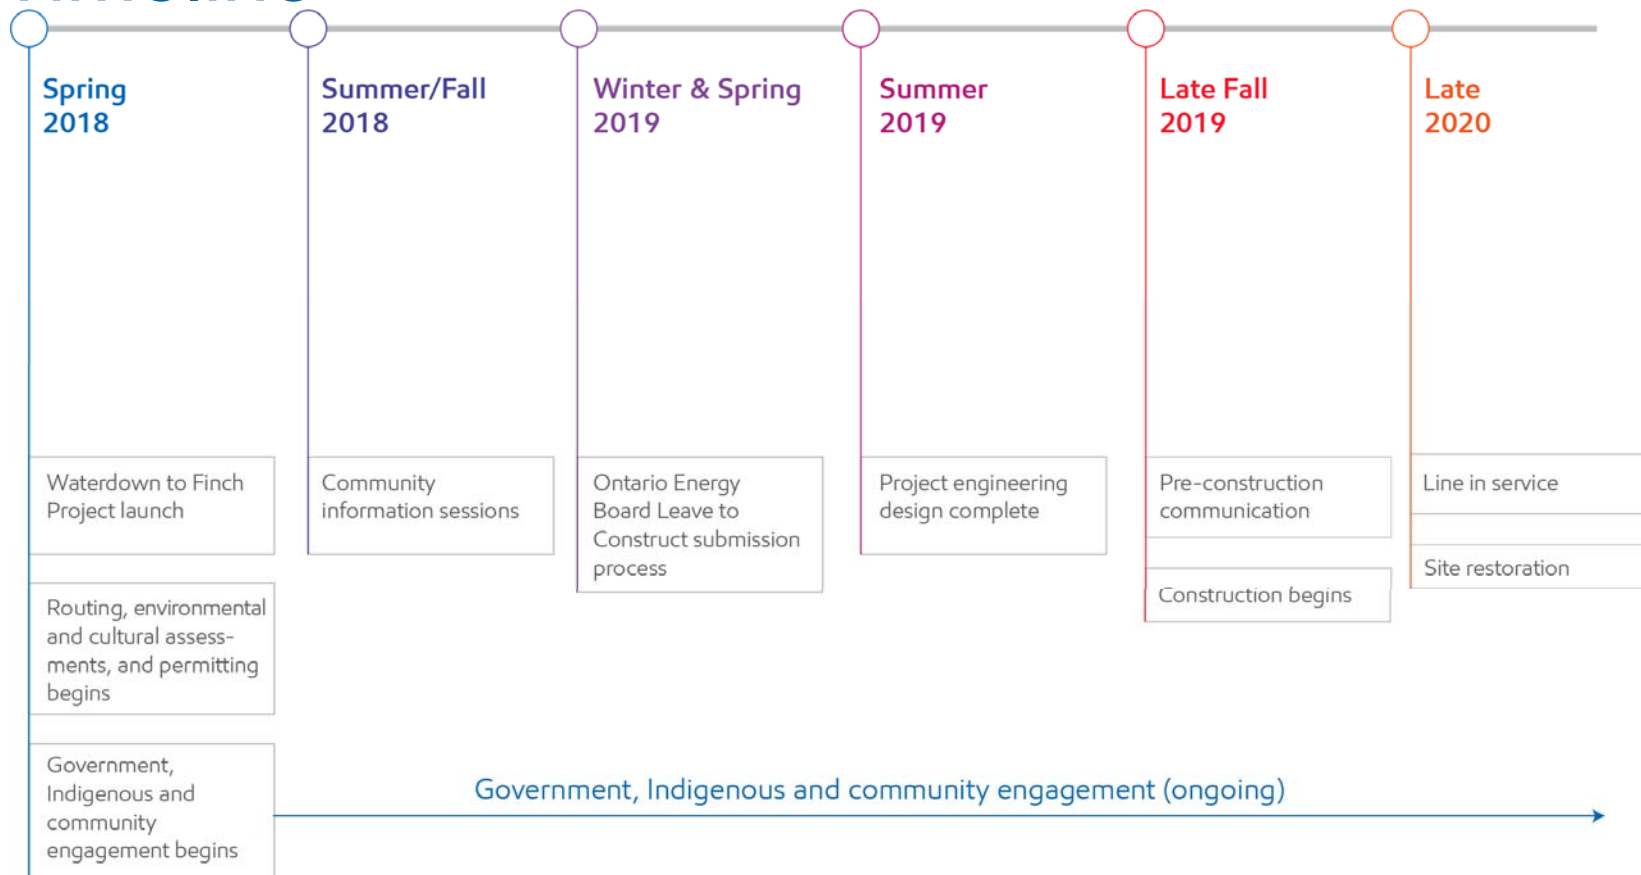 Spring
2018
Summer/Fall
2018
Winter & Spring
2019
Summer
2019
Late Fall
2019
Late
2020
Waterdown to Finch
Project launch
Routing, environmental
and cultural assess-
ments, and permitting
begins
Government,
Indigenous and
community
engagement begins
Community
information sessions
Ontario Energy
Board Leave to
Construct submission
process
Project engineering
design complete
Pre-construction
communication
Construction begins
Line in service
Site restoration
Government, Indigenous and community engagement (ongoing)